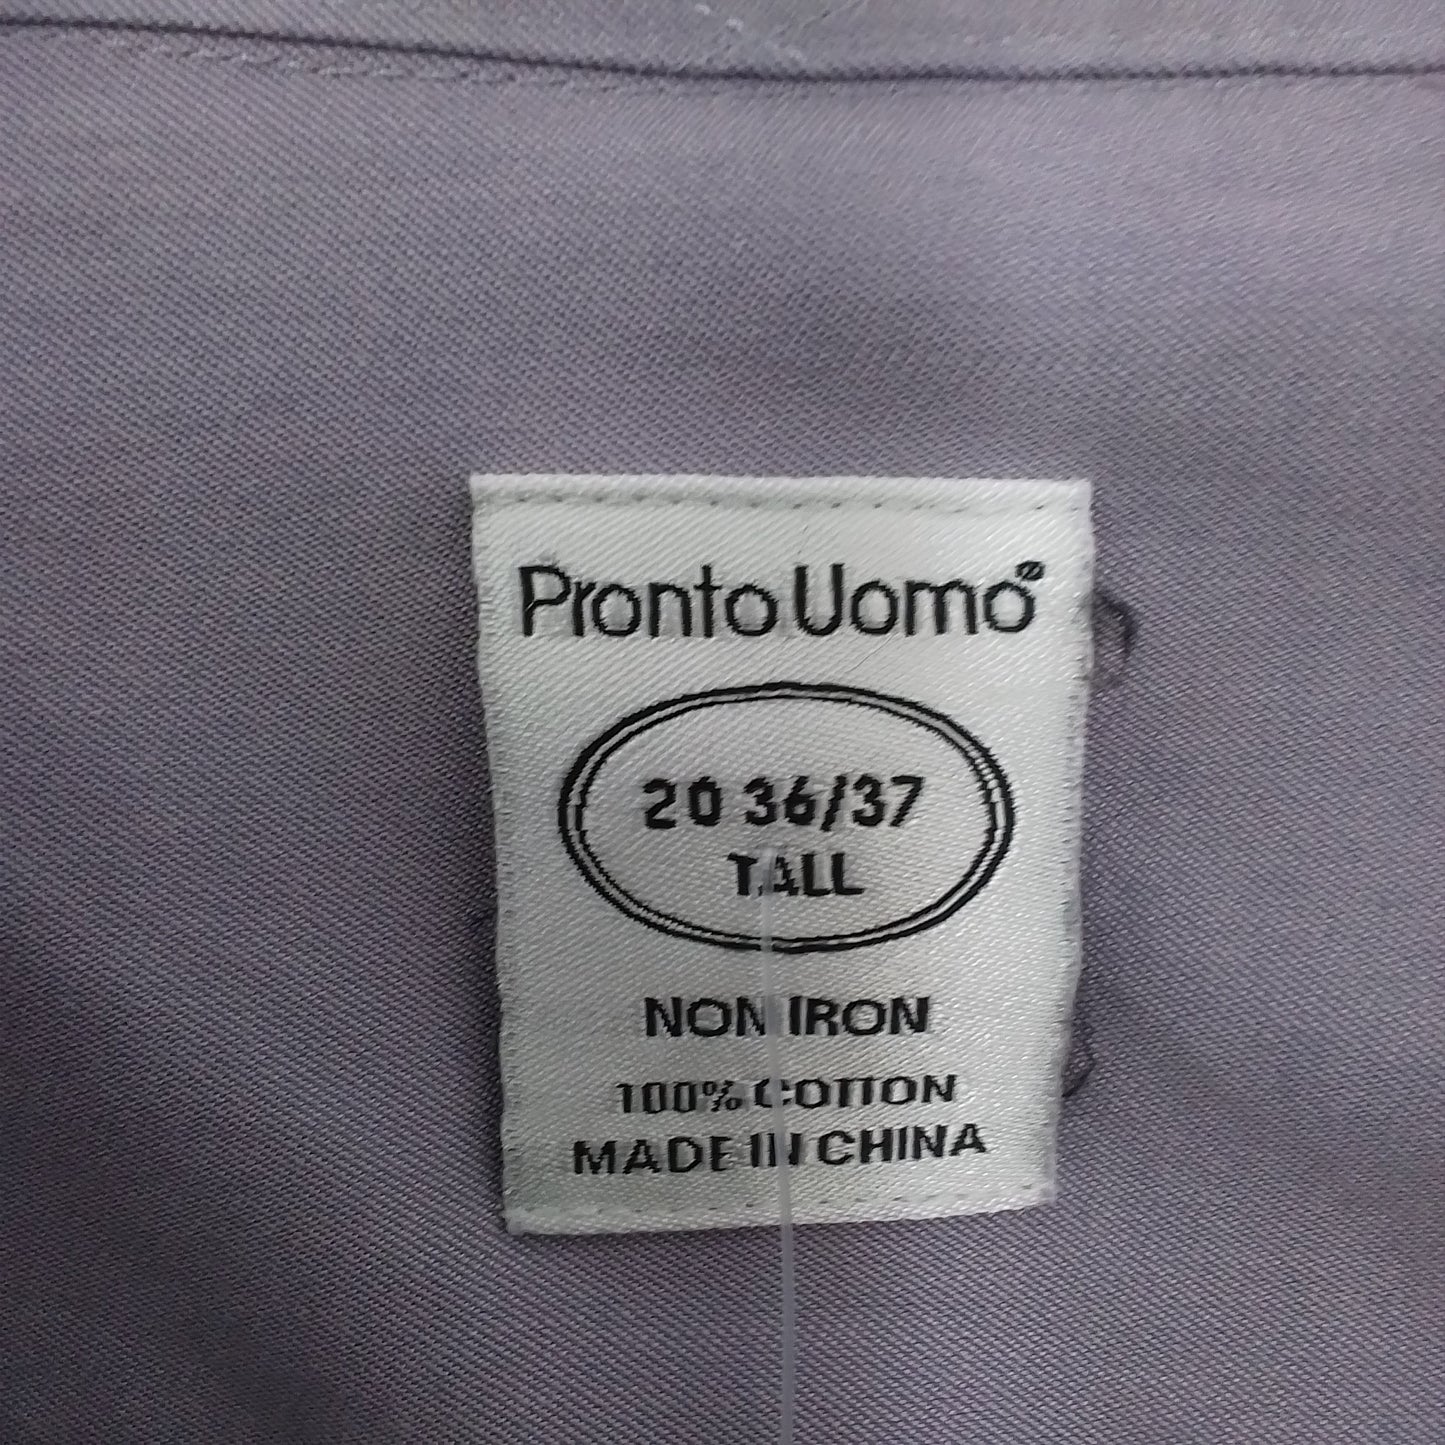 Pronto Uomo®
20 36/37
TALL
NON IRON
100% COTTON
MADE IN CHINA